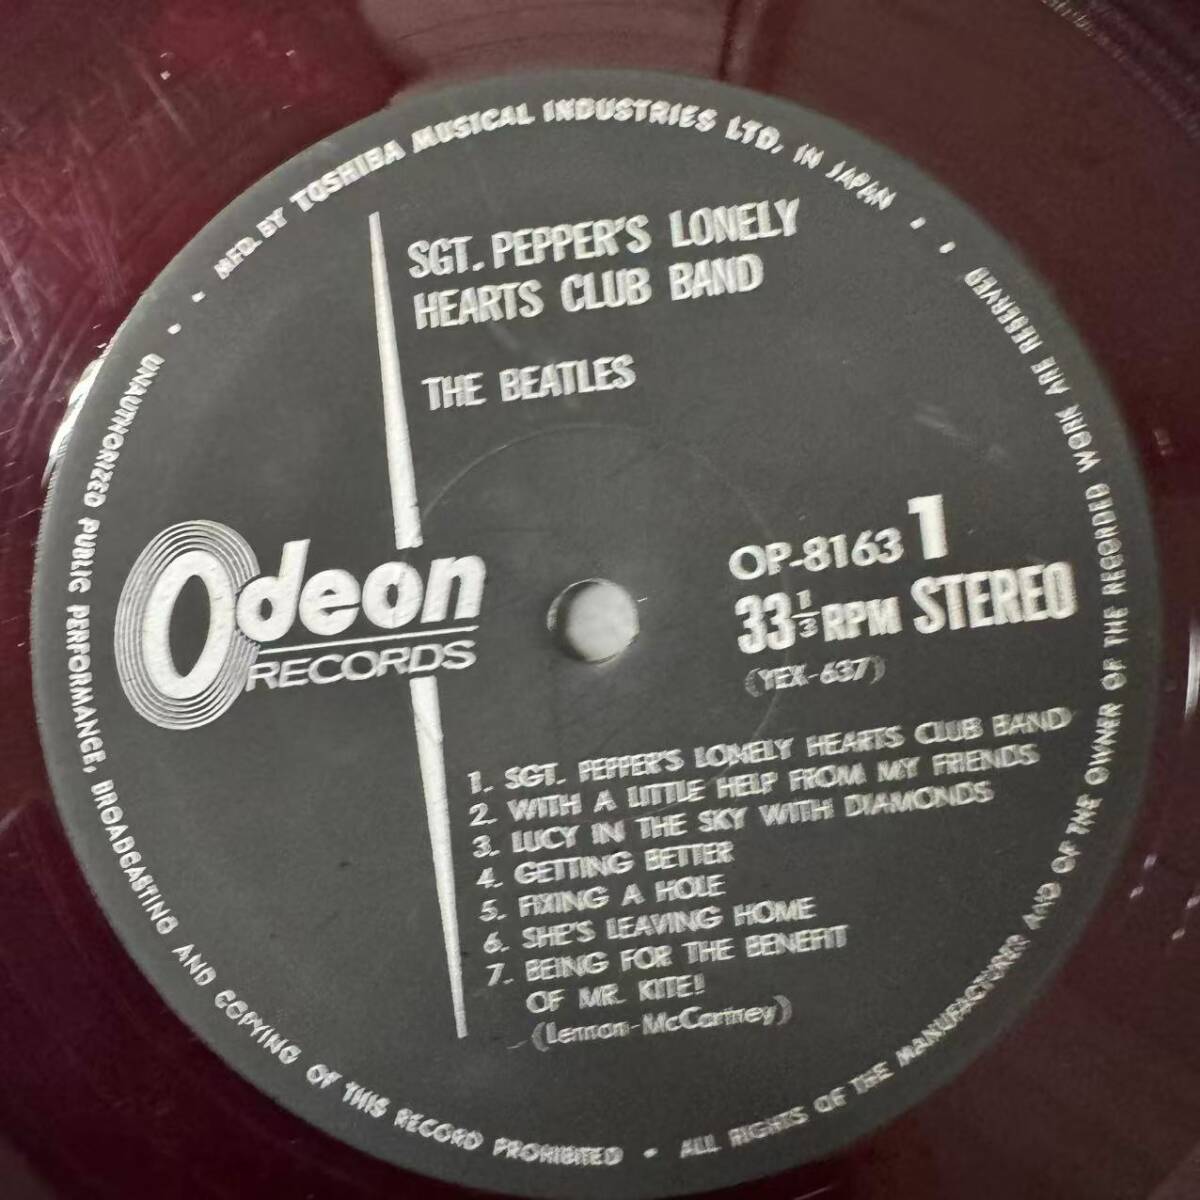 MFD. BY TOSHIBA MUSICAL INDUSTRIES LTD. IN JAPAN
SGT. PEPPER'S LONELY
HEARTS CLUB BAND
THE BEATLES
Odeon
RECORDS
OP-8163 1
33 1/3 RPM STEREO
(YEX-637)
1. SGT. PEPPER'S LONELY HEARTS CLUB BAND
2. WITH A LITTLE HELP FROM MY FRIENDS
3. LUCY IN THE SKY WITH DIAMONDS
4. GETTING BETTER
5. FIXING A HOLE
6. SHE'S LEAVING HOME
7. BEING FOR THE BENEFIT
OF MR. KITE!
(Lennon-McCartney)
UNAUTHORIZED PUBLIC PERFORMANCE, BROADCASTING AND COPYING OF THIS RECORD PROHIBITED • ALL RIGHTS OF THE MANUFACTURER AND OF THE OWNER OF THE RECORDED WORK ARE RESERVED